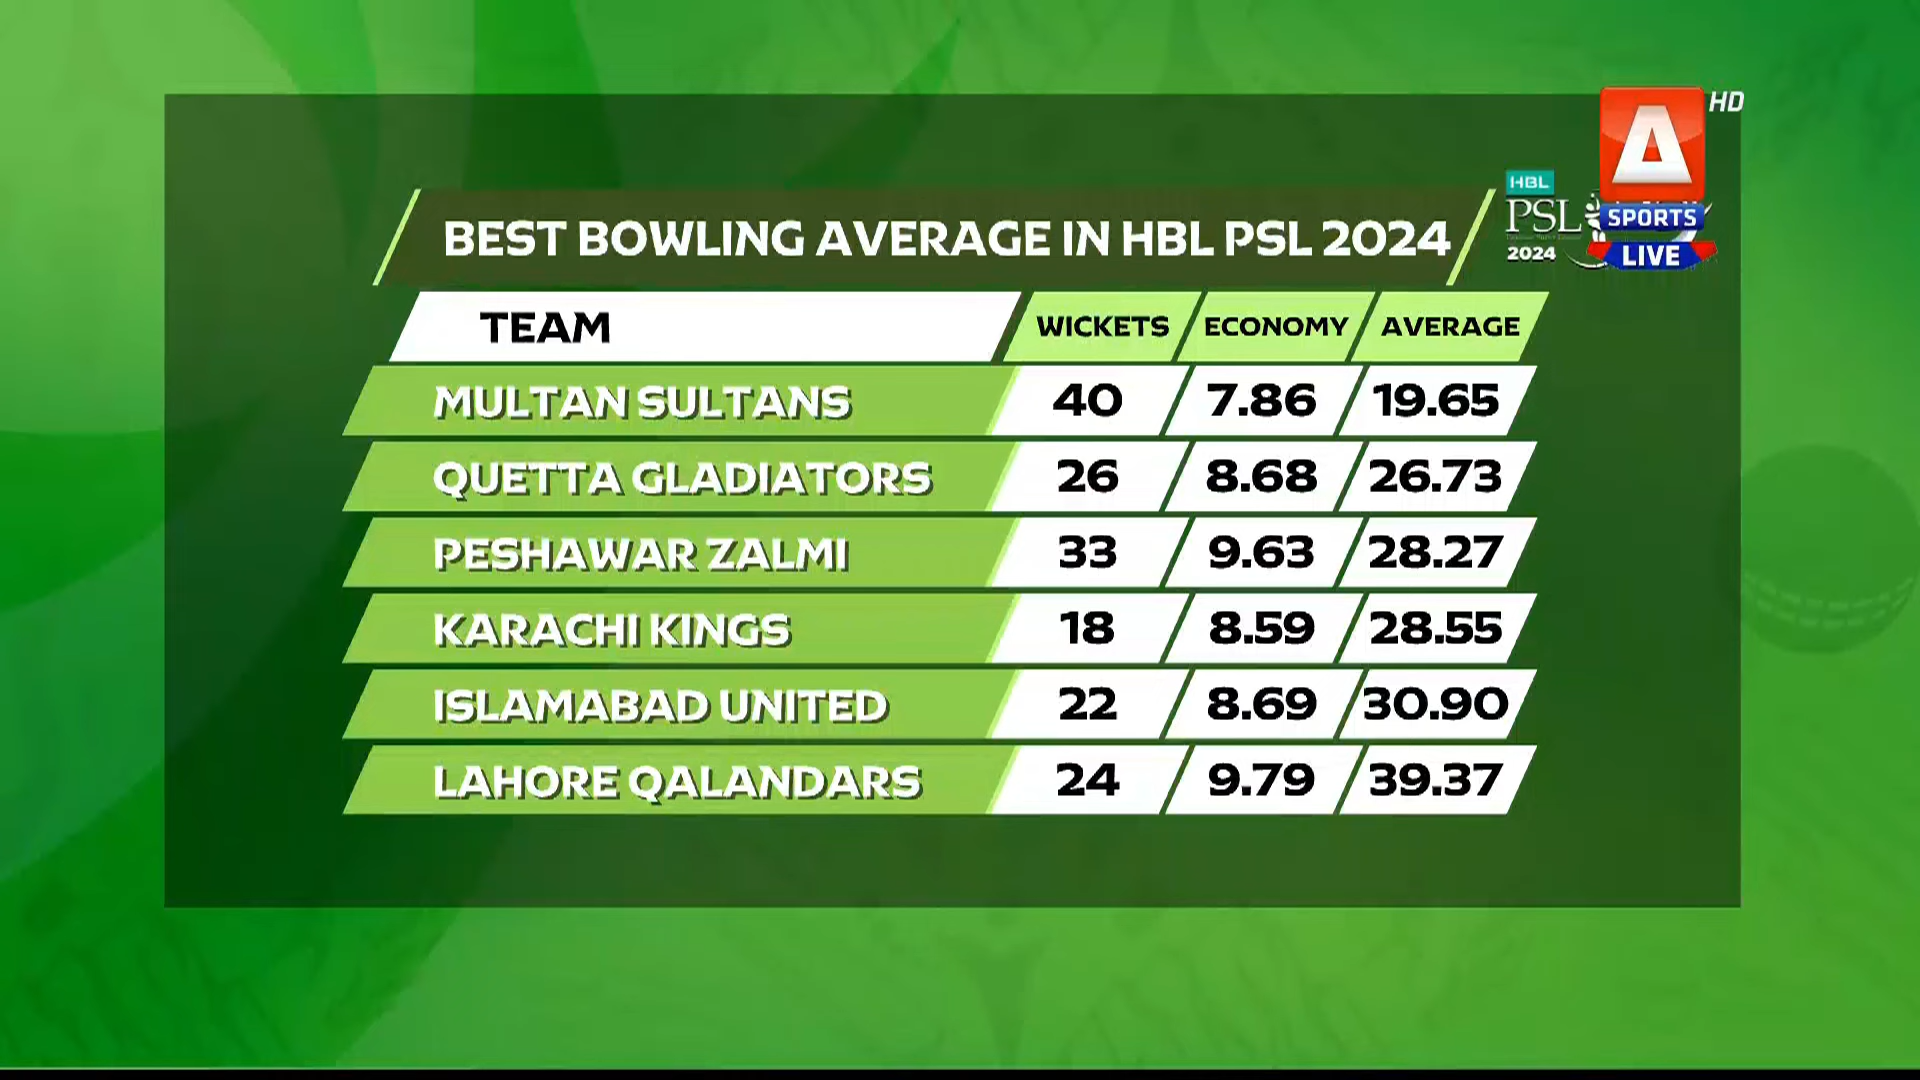 HD
A
SPORTS
LIVE
HBL
PSL
2024
BEST BOWLING AVERAGE IN HBL PSL 2024
TEAM WICKETS ECONOMY AVERAGE
MULTAN SULTANS 40 7.86 19.65
QUETTA GLADIATORS 26 8.68 26.73
PESHAWAR ZALMI 33 9.63 28.27
KARACHI KINGS 18 8.59 28.55
ISLAMABAD UNITED 22 8.69 30.90
LAHORE QALANDARS 24 9.79 39.37